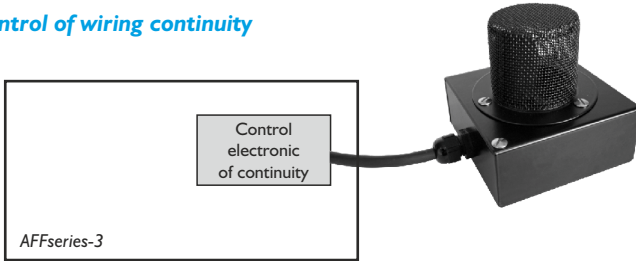 ntrol of wiring continuity
Control
electronic
of continuity
AFFseries-3